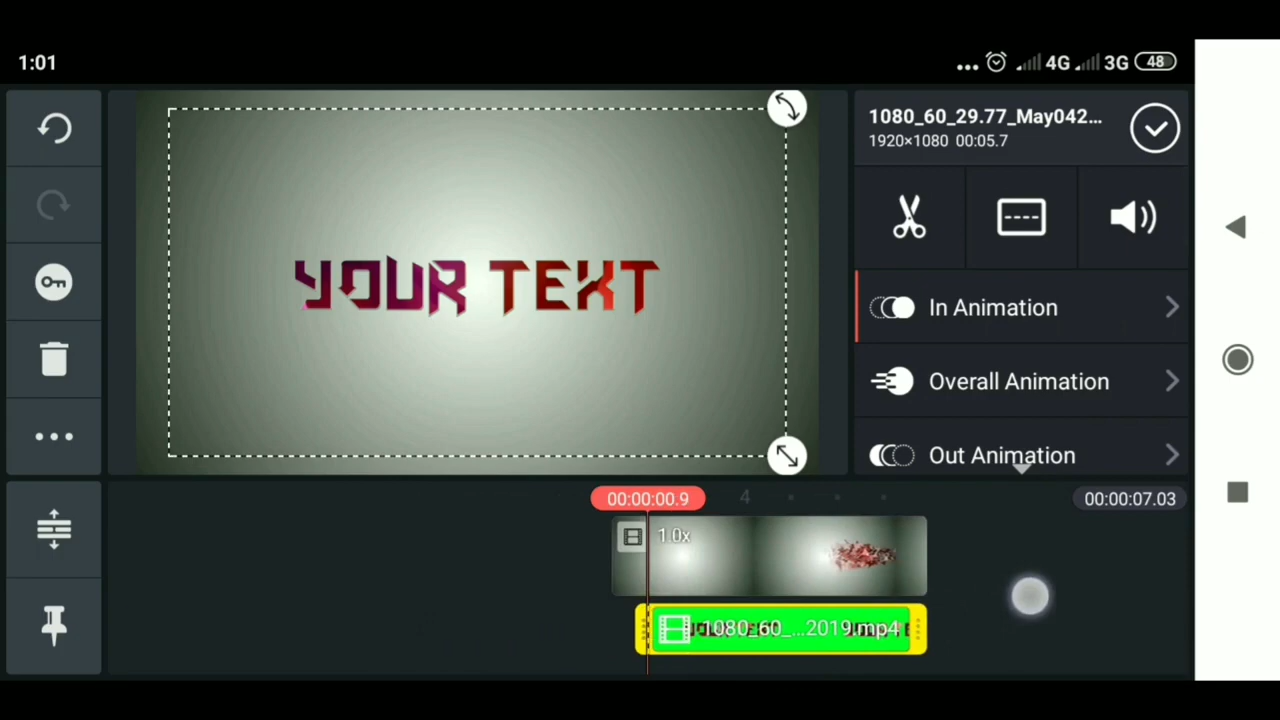 1:01
4G 3G 48
YOUR TEXT
1080_60_29.77_May042...
1920×1080 00:05.7
In Animation
Overall Animation
Out Animation
00:00:00.9
4
00:00:07.03
1.0x
1080_60_...2019.mp4